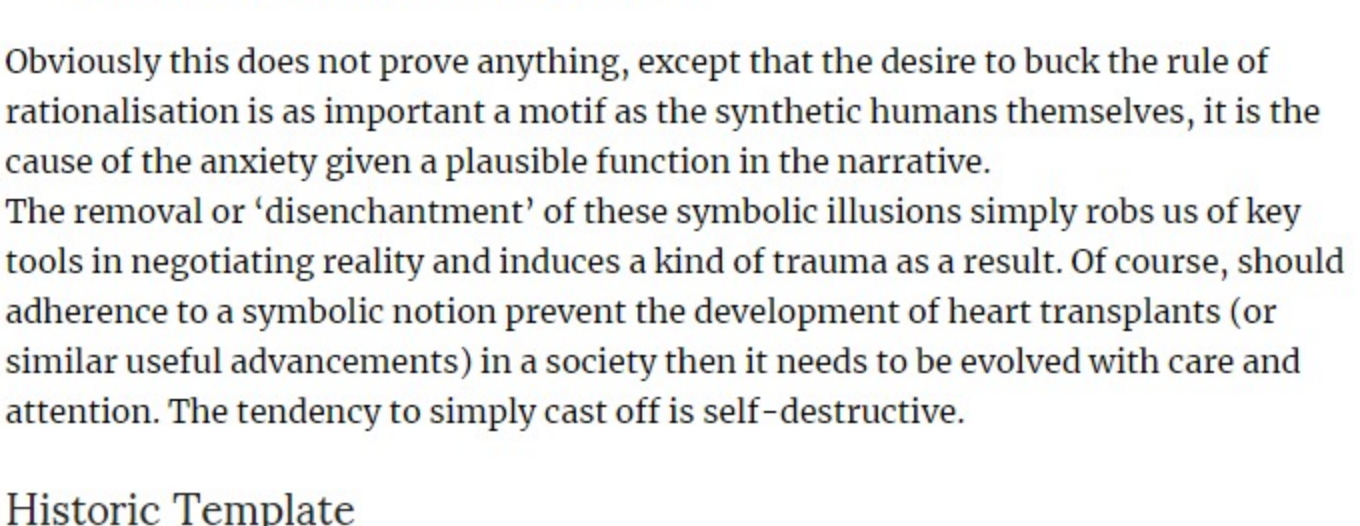 Obviously this does not prove anything, except that the desire to buck the rule of
rationalisation is as important a motif as the synthetic humans themselves, it is the
cause of the anxiety given a plausible function in the narrative.
The removal or ‘disenchantment’ of these symbolic illusions simply robs us of key
tools in negotiating reality and induces a kind of trauma as a result. Of course, should
adherence to a symbolic notion prevent the development of heart transplants (or
similar useful advancements) in a society then it needs to be evolved with care and
attention. The tendency to simply cast off is self-destructive.
Historic Template